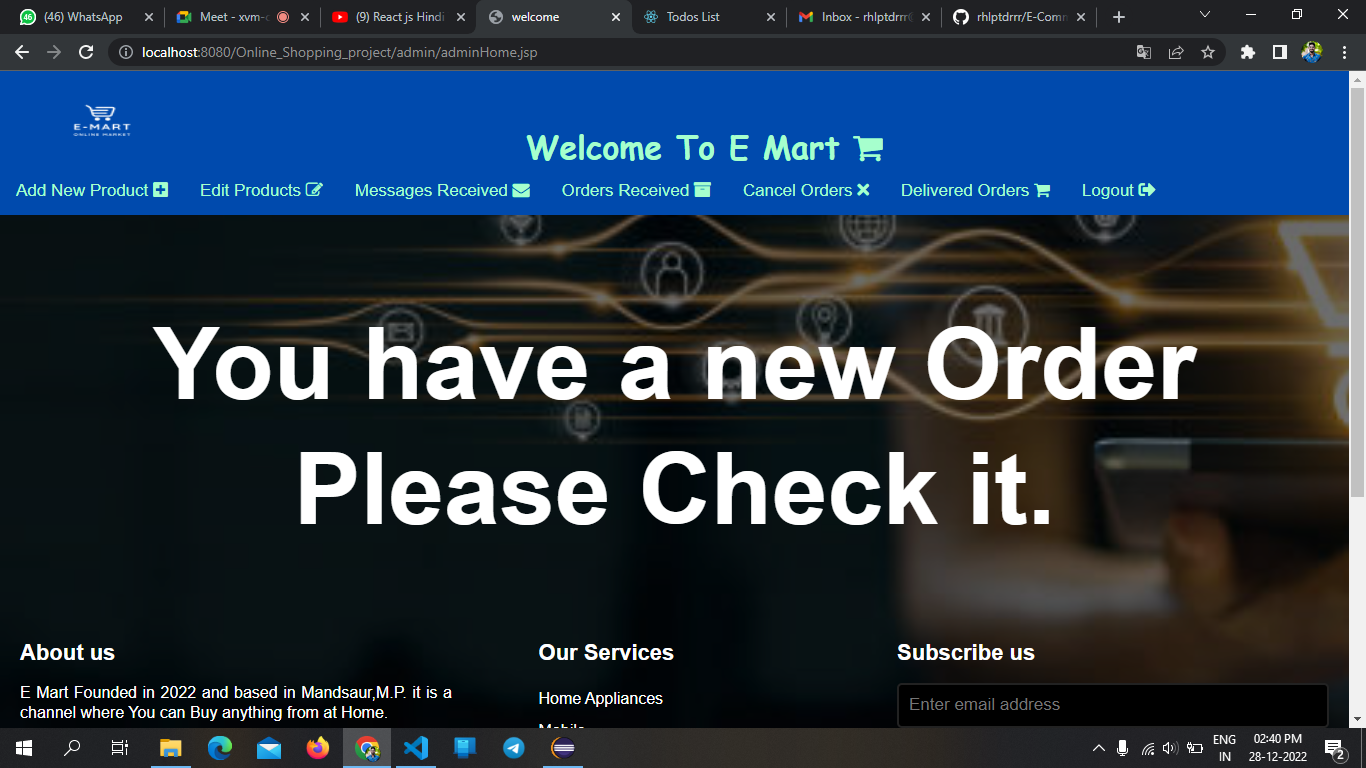 (46) WhatsApp
Meet - xvm-c
(9) React js Hindi
welcome
Todos List
Inbox - rhlptdrrr
rhlptdrrr/E-Comm
localhost:8080/Online_Shopping_project/admin/adminHome.jsp
E-MART
ONLINE MARKET
Welcome To E Mart
Add New Product
Edit Products
Messages Received
Orders Received
Cancel Orders
Delivered Orders
Logout
You have a new Order
Please Check it.
About us
E Mart Founded in 2022 and based in Mandsaur,M.P. it is a
channel where You can Buy anything from at Home.
Our Services
Home Appliances
Mobile
Subscribe us
Enter email address
ENG
IN
02:40 PM
28-12-2022
2